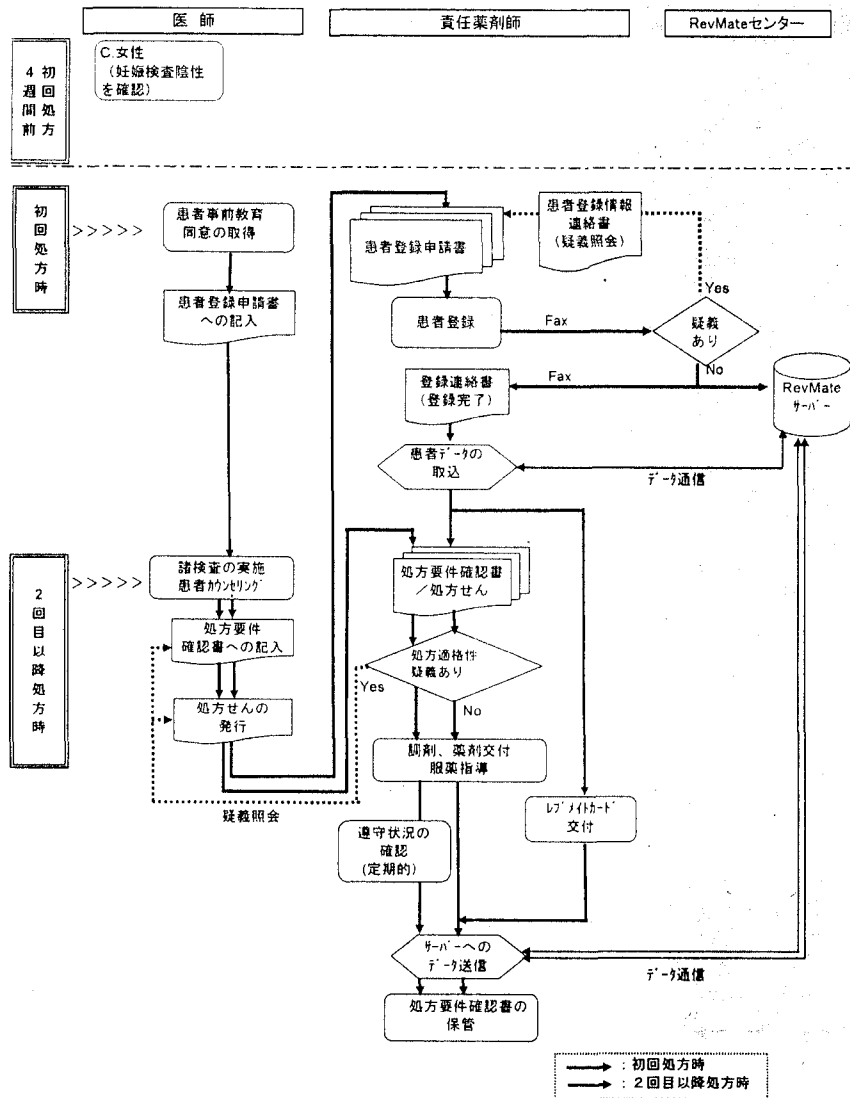 医 師
責任薬剤師
RevMateセンター
初回処方
4週間前
C.女性
(妊娠検査陰性
を確認)
初回処方時
>>>>>
患者事前教育
同意の取得
患者登録申請書
への記入
患者登録申請書
患者登録情報
連絡書
(疑義照会)
患者登録
Fax
Yes
疑義
あり
No
Fax
登録連絡書
(登録完了)
RevMate
サーバー
患者データの
取込
データ通信
2回目以降処方時
>>>>>
諸検査の実施
患者カウンセリング
処方要件
確認書への記入
処方せんの
発行
処方要件確認書
/処方せん
処方適格性
疑義あり
Yes
No
調剤、薬剤交付
服薬指導
疑義照会
遵守状況の
確認
(定期的)
レブメイトカード
交付
サーバーへの
データ送信
データ通信
処方要件確認書の
保管
:初回処方時
:2回目以降処方時